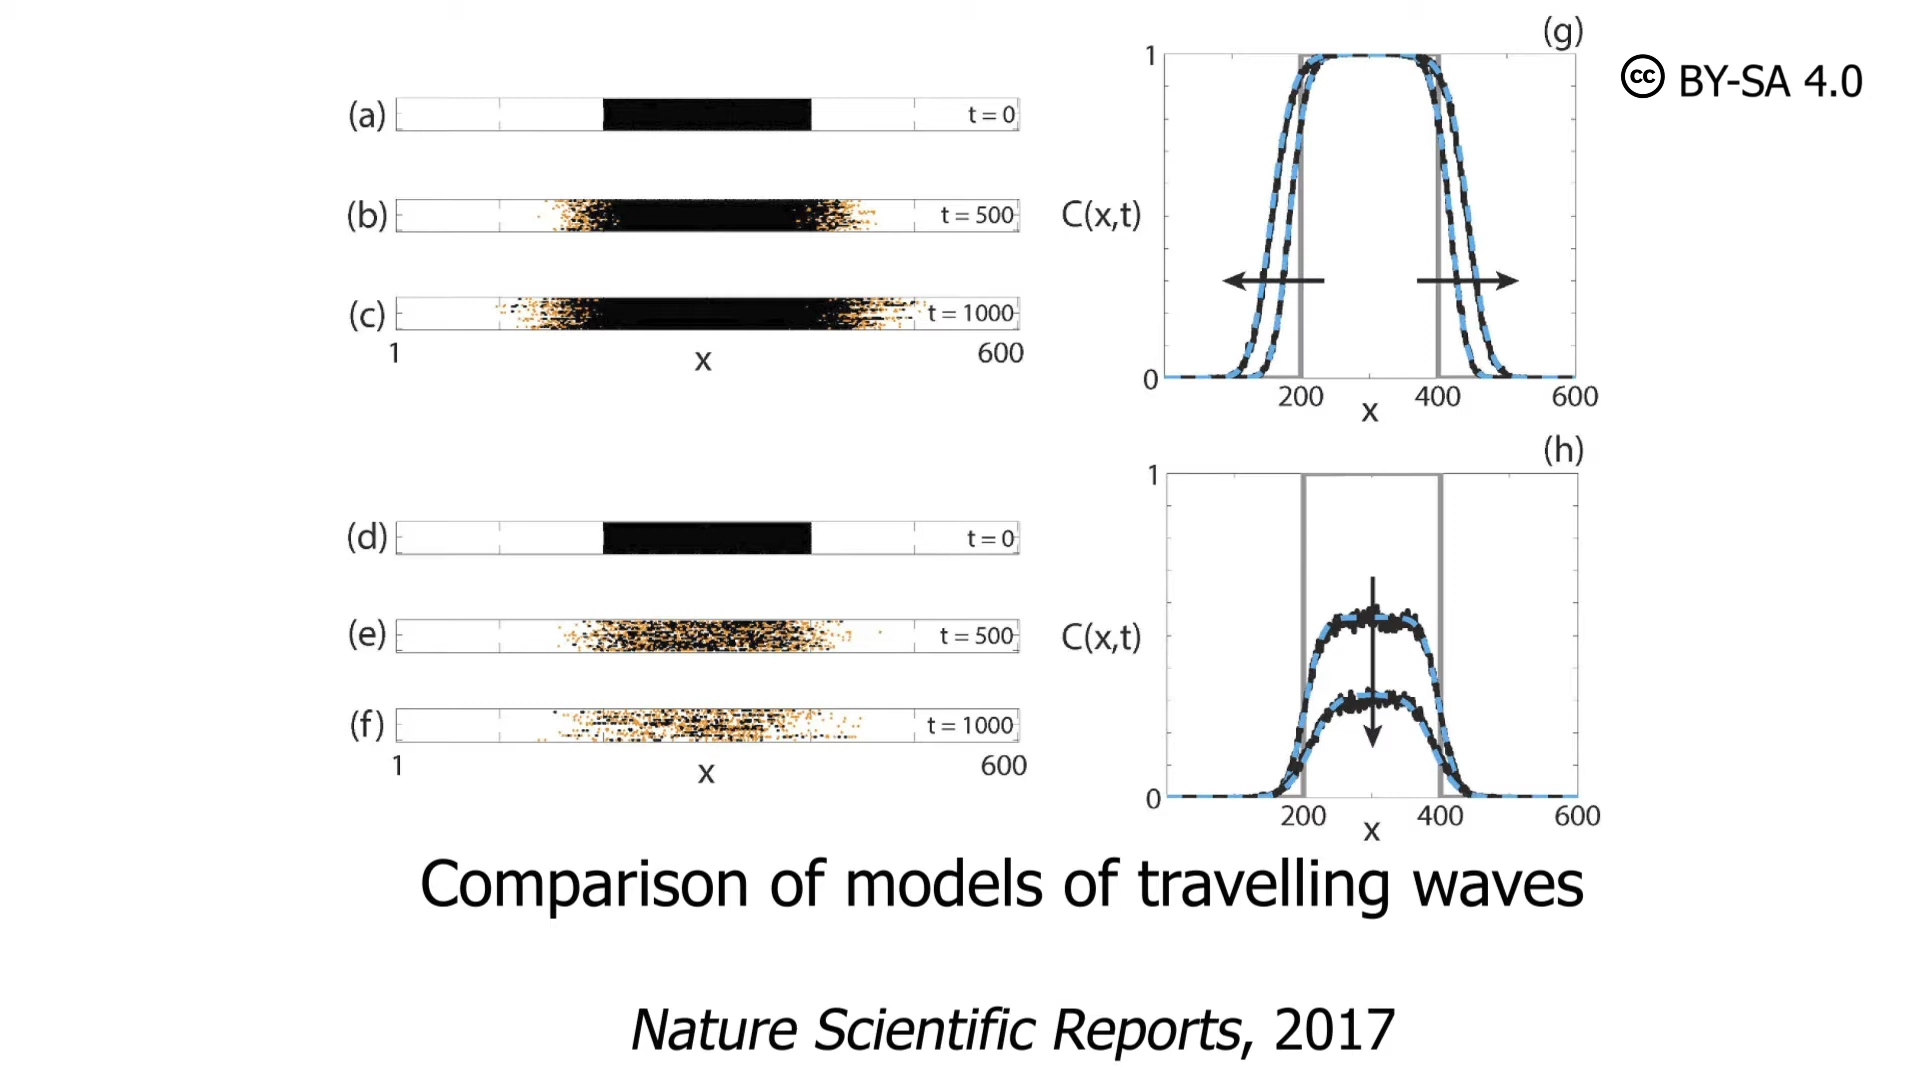 (a) t = 0
(b) t = 500
(c) t = 1000
1 x 600
(d) t = 0
(e) t = 500
(f) t = 1000
1 x 600
(g)
1
C(x,t)
0
200 400 600
x
(h)
1
C(x,t)
0
200 400 600
x
cc BY-SA 4.0
Comparison of models of travelling waves
Nature Scientific Reports, 2017